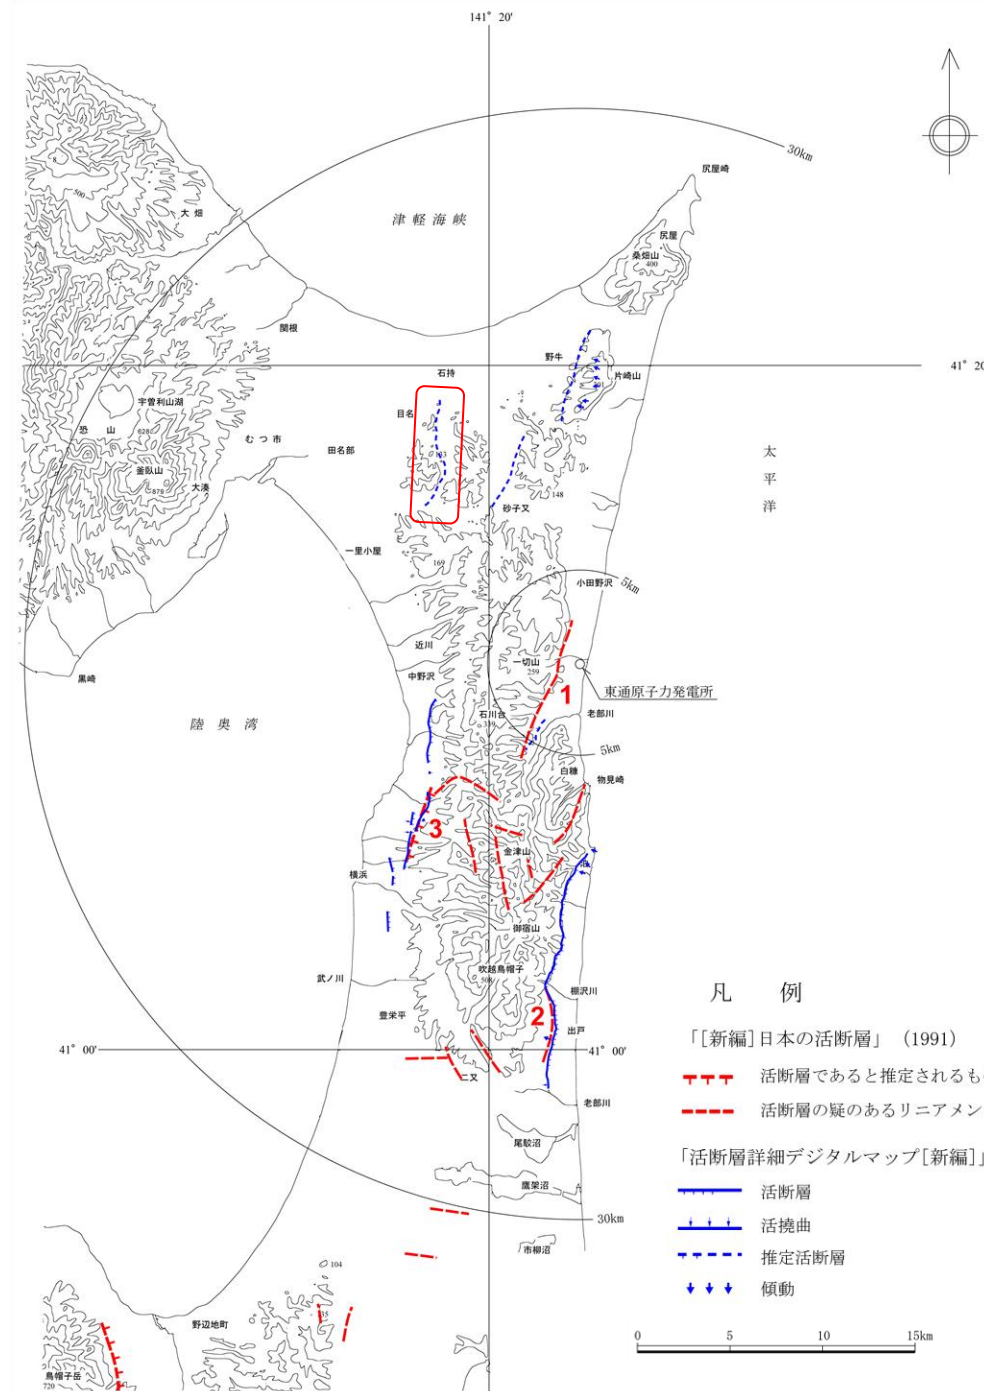 141° 20'
30km
尻屋崎
大畑
津軽海峡
尻屋
桑畑山
400
500
関根
野牛
41° 20
石持
片崎山
宇曽利山湖
目名
恐山
628
むつ市
田名部
太平洋
釜臥山
879
大湊
148
砂子又
一里小屋
169
小田野沢
5km
近川
一切山
259
中野沢
黒崎
1
東通原子力発電所
石川台
老部川
陸奥湾
5km
白糠
物見崎
3
金津山
横浜
御宿山
吹越烏帽子
508
武ノ川
棚沢川
豊栄平
2
出戸
41° 00'
41° 00'
二又
老部川
尾駮沼
鷹架沼
30km
市柳沼
104
野辺地町
烏帽子岳
720
凡例
「[新編]日本の活断層」（1991）
活断層であると推定されるも
活断層の疑のあるリニアメン
「活断層詳細デジタルマップ[新編]」
活断層
活撓曲
推定活断層
傾動
0 5 10 15km